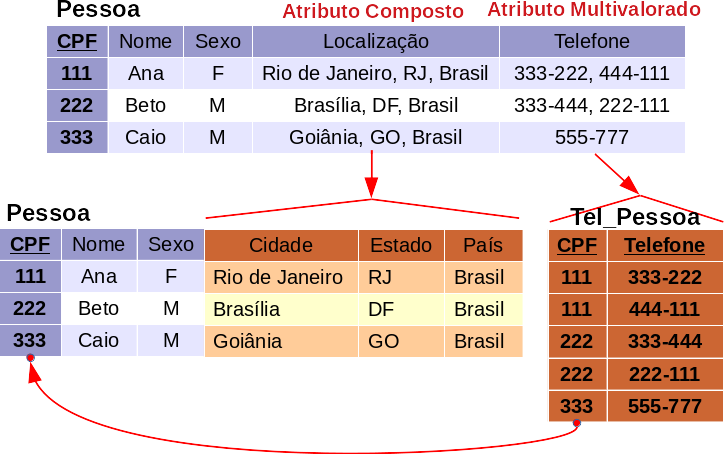 Pessoa Atributo Composto Atributo Multivalorado
CPF Nome Sexo Localização Telefone
111 Ana F Rio de Janeiro, RJ, Brasil 333-222, 444-111
222 Beto M Brasília, DF, Brasil 333-444, 222-111
333 Caio M Goiânia, GO, Brasil 555-777
Pessoa
CPF Nome Sexo Cidade Estado País
111 Ana F Rio de Janeiro RJ Brasil
222 Beto M Brasília DF Brasil
333 Caio M Goiânia GO Brasil
Tel_Pessoa
CPF Telefone
111 333-222
111 444-111
222 333-444
222 222-111
333 555-777